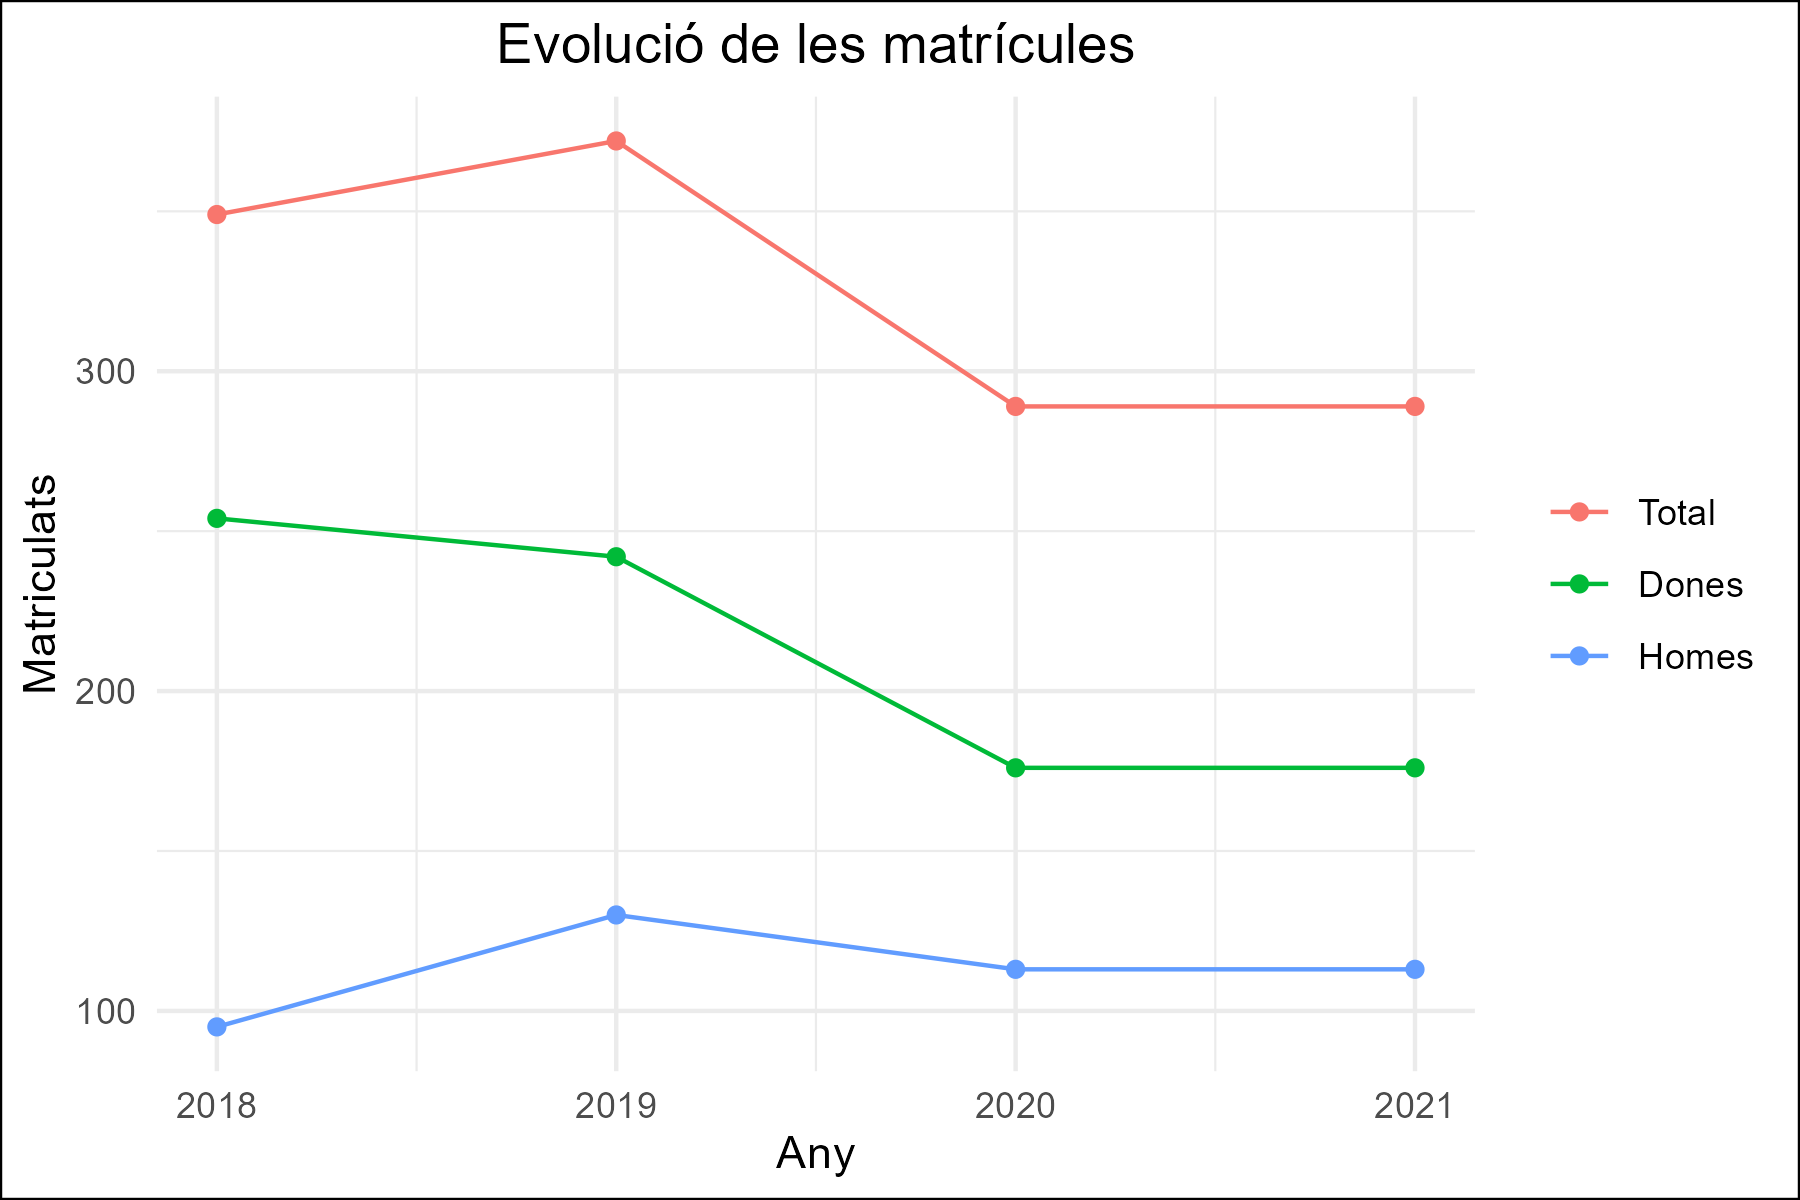 Evolució de les matrícules
Matriculats
300
200
100
2018
2019
2020
2021
Any
Total
Dones
Homes